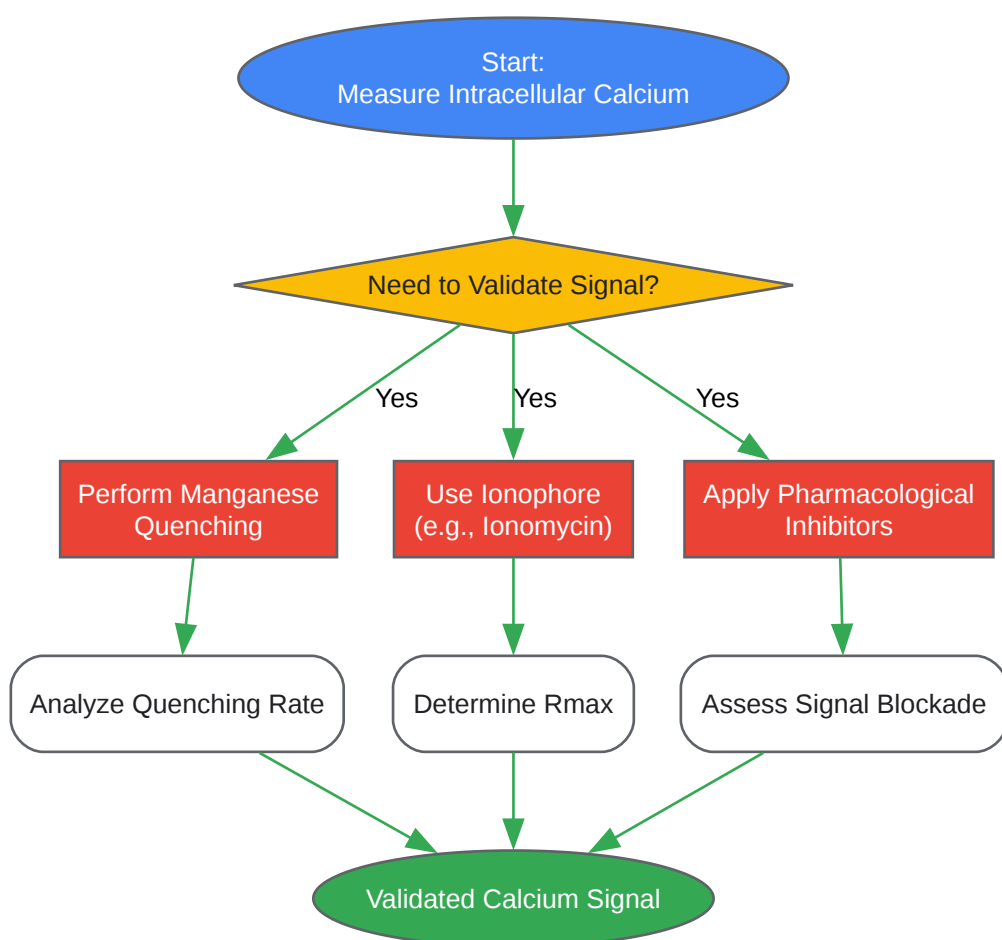 Start:
Measure Intracellular Calcium
Need to Validate Signal?
Yes
Yes
Yes
Perform Manganese
Quenching
Use Ionophore
(e.g., Ionomycin)
Apply Pharmacological
Inhibitors
Analyze Quenching Rate
Determine Rmax
Assess Signal Blockade
Validated Calcium Signal